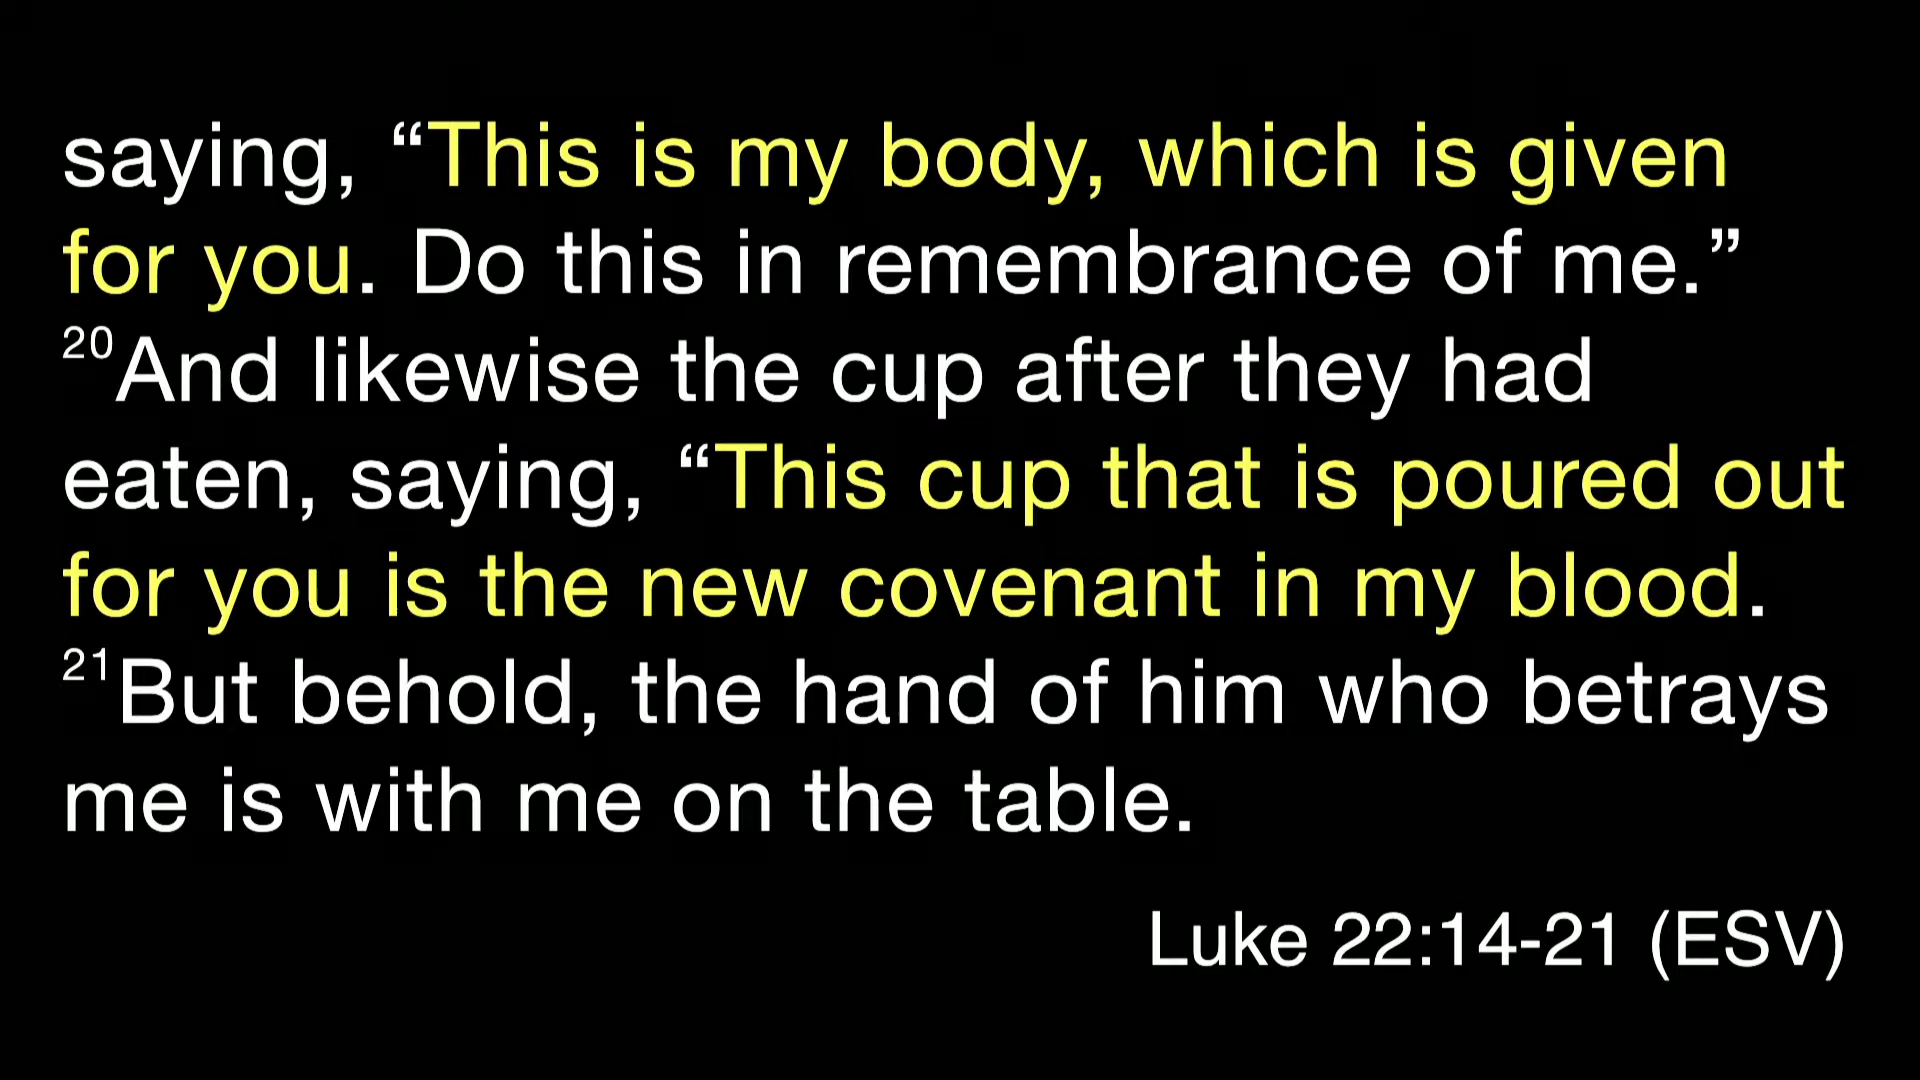 saying, “This is my body, which is given
for you. Do this in remembrance of me.”
20And likewise the cup after they had
eaten, saying, “This cup that is poured out
for you is the new covenant in my blood.
21But behold, the hand of him who betrays
me is with me on the table.
Luke 22:14-21 (ESV)